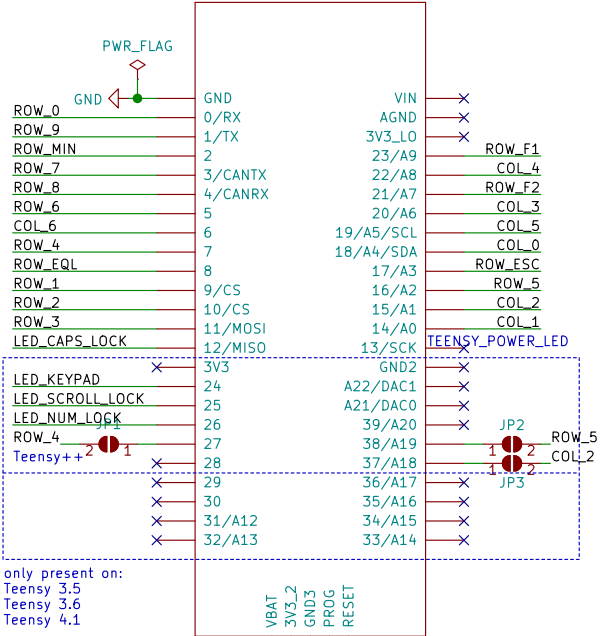 PWR_FLAG
GND
GND VIN
ROW_0 0/RX AGND
ROW_9 1/TX 3V3_LO
ROW_MIN 2 23/A9 ROW_F1
ROW_7 3/CANTX 22/A8 COL_4
ROW_8 4/CANRX 21/A7 ROW_F2
ROW_6 5 20/A6 COL_3
COL_6 6 19/A5/SCL COL_5
ROW_4 7 18/A4/SDA COL_0
ROW_EQL 8 17/A3 ROW_ESC
ROW_1 9/CS 16/A2 ROW_5
ROW_2 10/CS 15/A1 COL_2
ROW_3 11/MOSI 14/A0 COL_1
LED_CAPS_LOCK 12/MISO 13/SCK TEENSY_POWER_LED
3V3 GND2
LED_KEYPAD 24 A22/DAC1
LED_SCROLL_LOCK 25 A21/DAC0
LED_NUM_LOCK 26 39/A20
JP1 JP2
ROW_4 2 1 27 38/A19 1 2 ROW_5
Teensy++ 28 37/A18 1 2 COL_2
29 36/A17 JP3
30 35/A16
31/A12 34/A15
32/A13 33/A14
only present on:
Teensy 3.5
Teensy 3.6
Teensy 4.1
VBAT
3V3_2
GND3
PROG
RESET